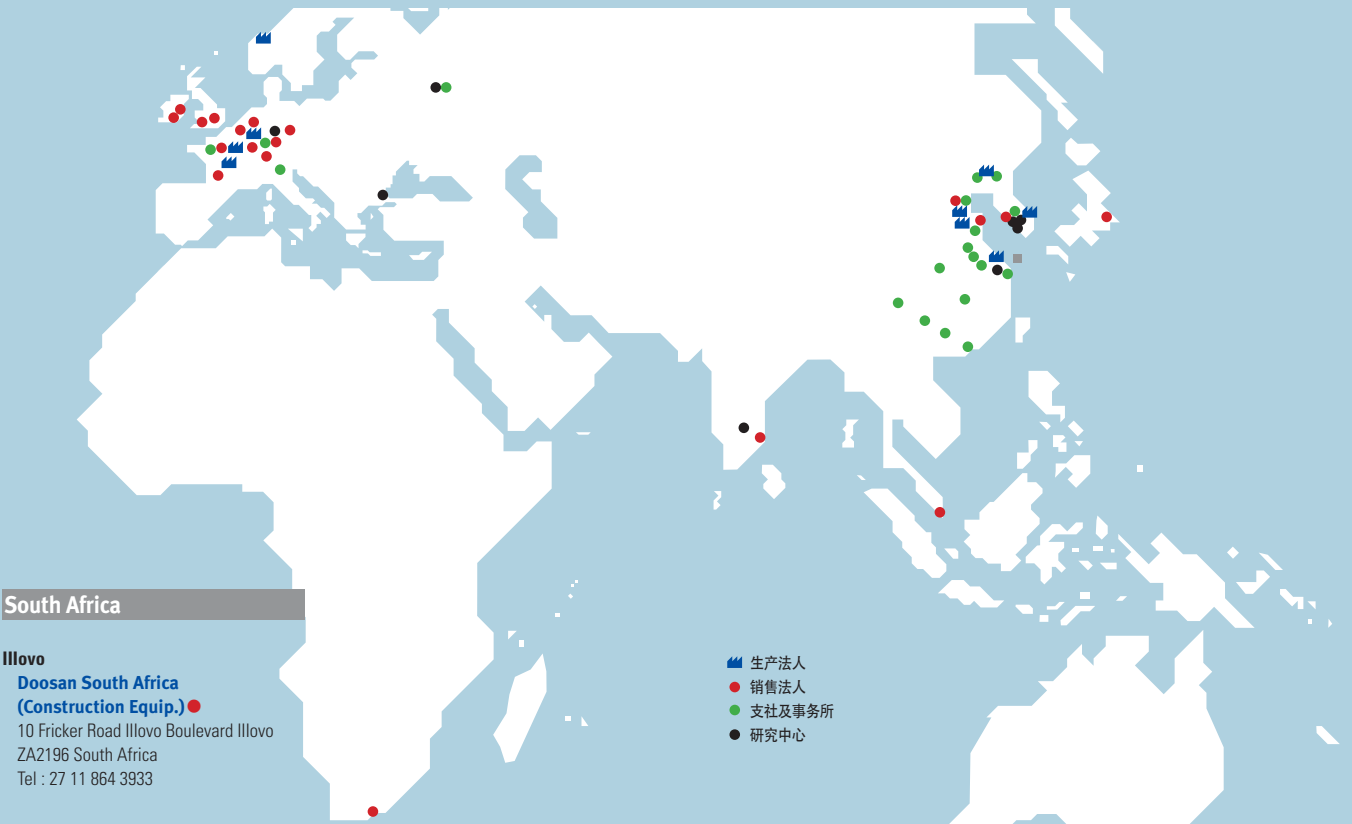 South Africa
Illovo
Doosan South Africa
(Construction Equip.)
10 Fricker Road Illovo Boulevard Illovo
ZA2196 South Africa
Tel : 27 11 864 3933
生产法人
销售法人
支社及事务所
研究中心